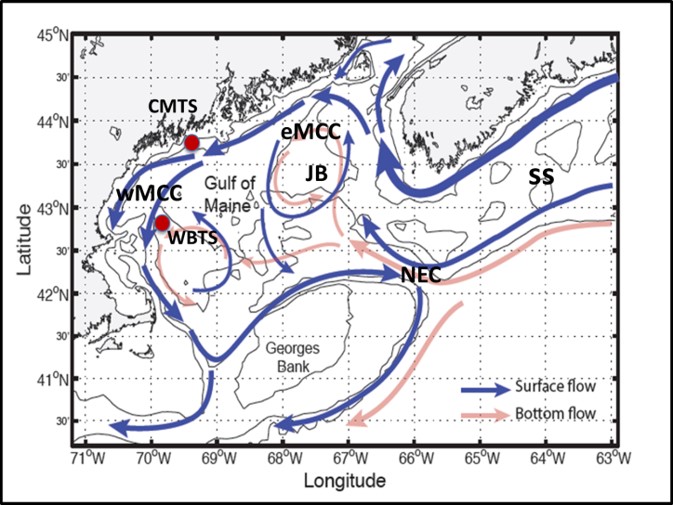 45°N
30'
CMTS
44°N
eMCC
30'
JB
SS
wMCC
Gulf of
Maine
43°N
WBTS
30'
NEC
42°N
30'
Georges
Bank
41°N
Surface flow
Bottom flow
30'
71°W 70°W 69°W 68°W 67°W 66°W 65°W 64°W 63°W
Longitude
Latitude